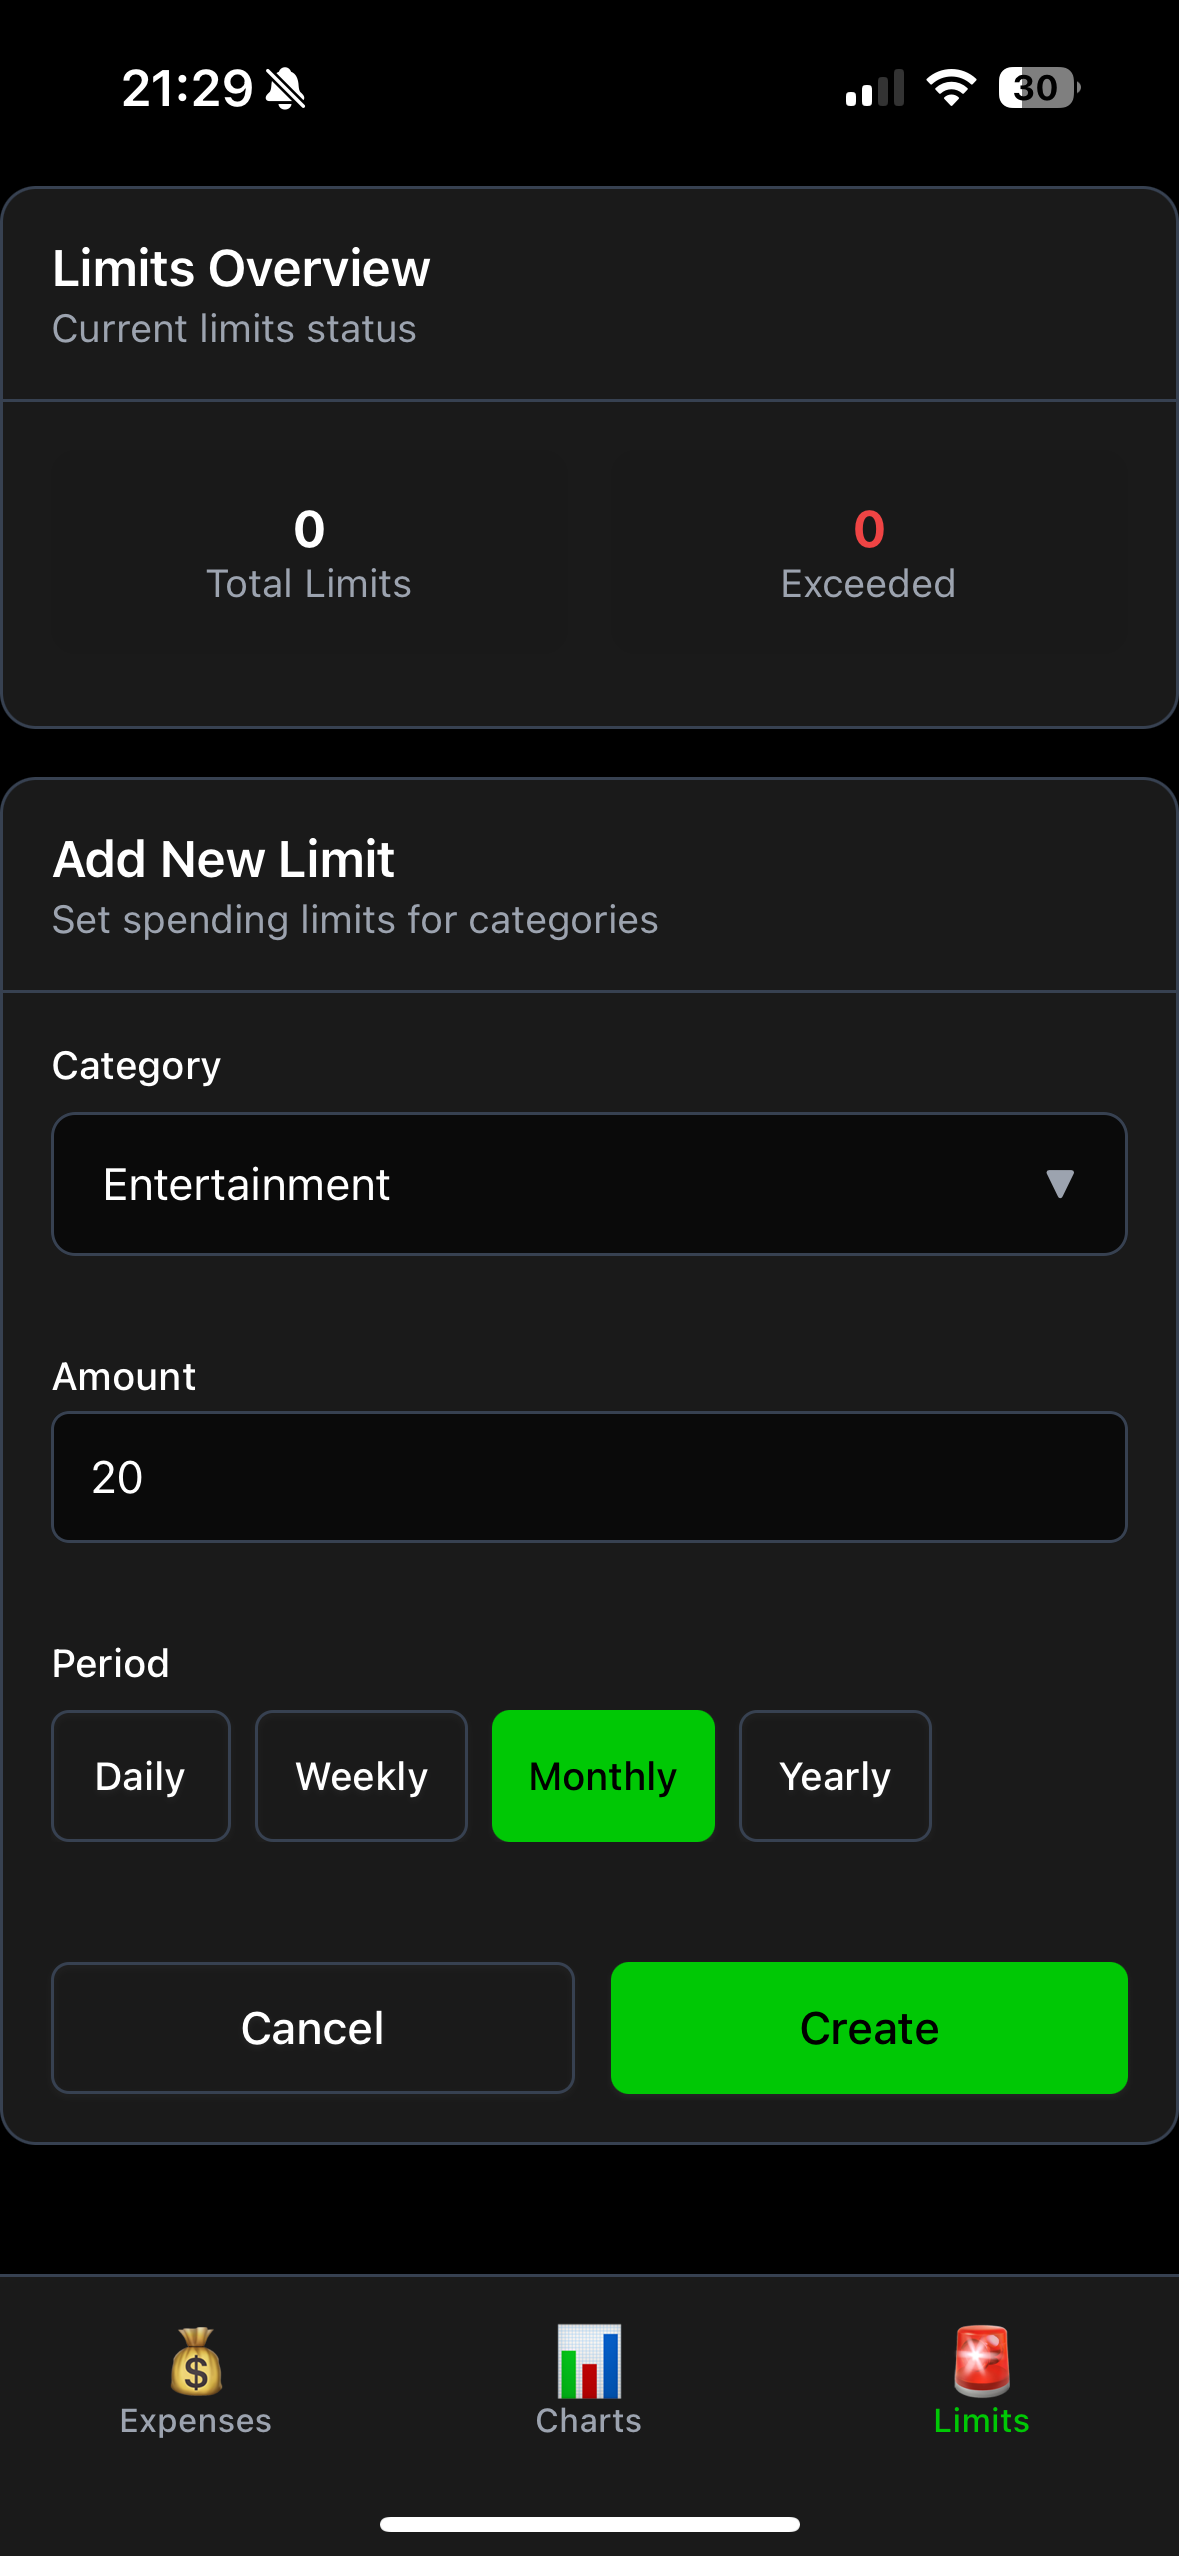 21:29
30
Limits Overview
Current limits status
0
Total Limits
0
Exceeded
Add New Limit
Set spending limits for categories
Category
Entertainment
Amount
20
Period
Daily Weekly Monthly Yearly
Cancel Create
$
Expenses Charts Limits